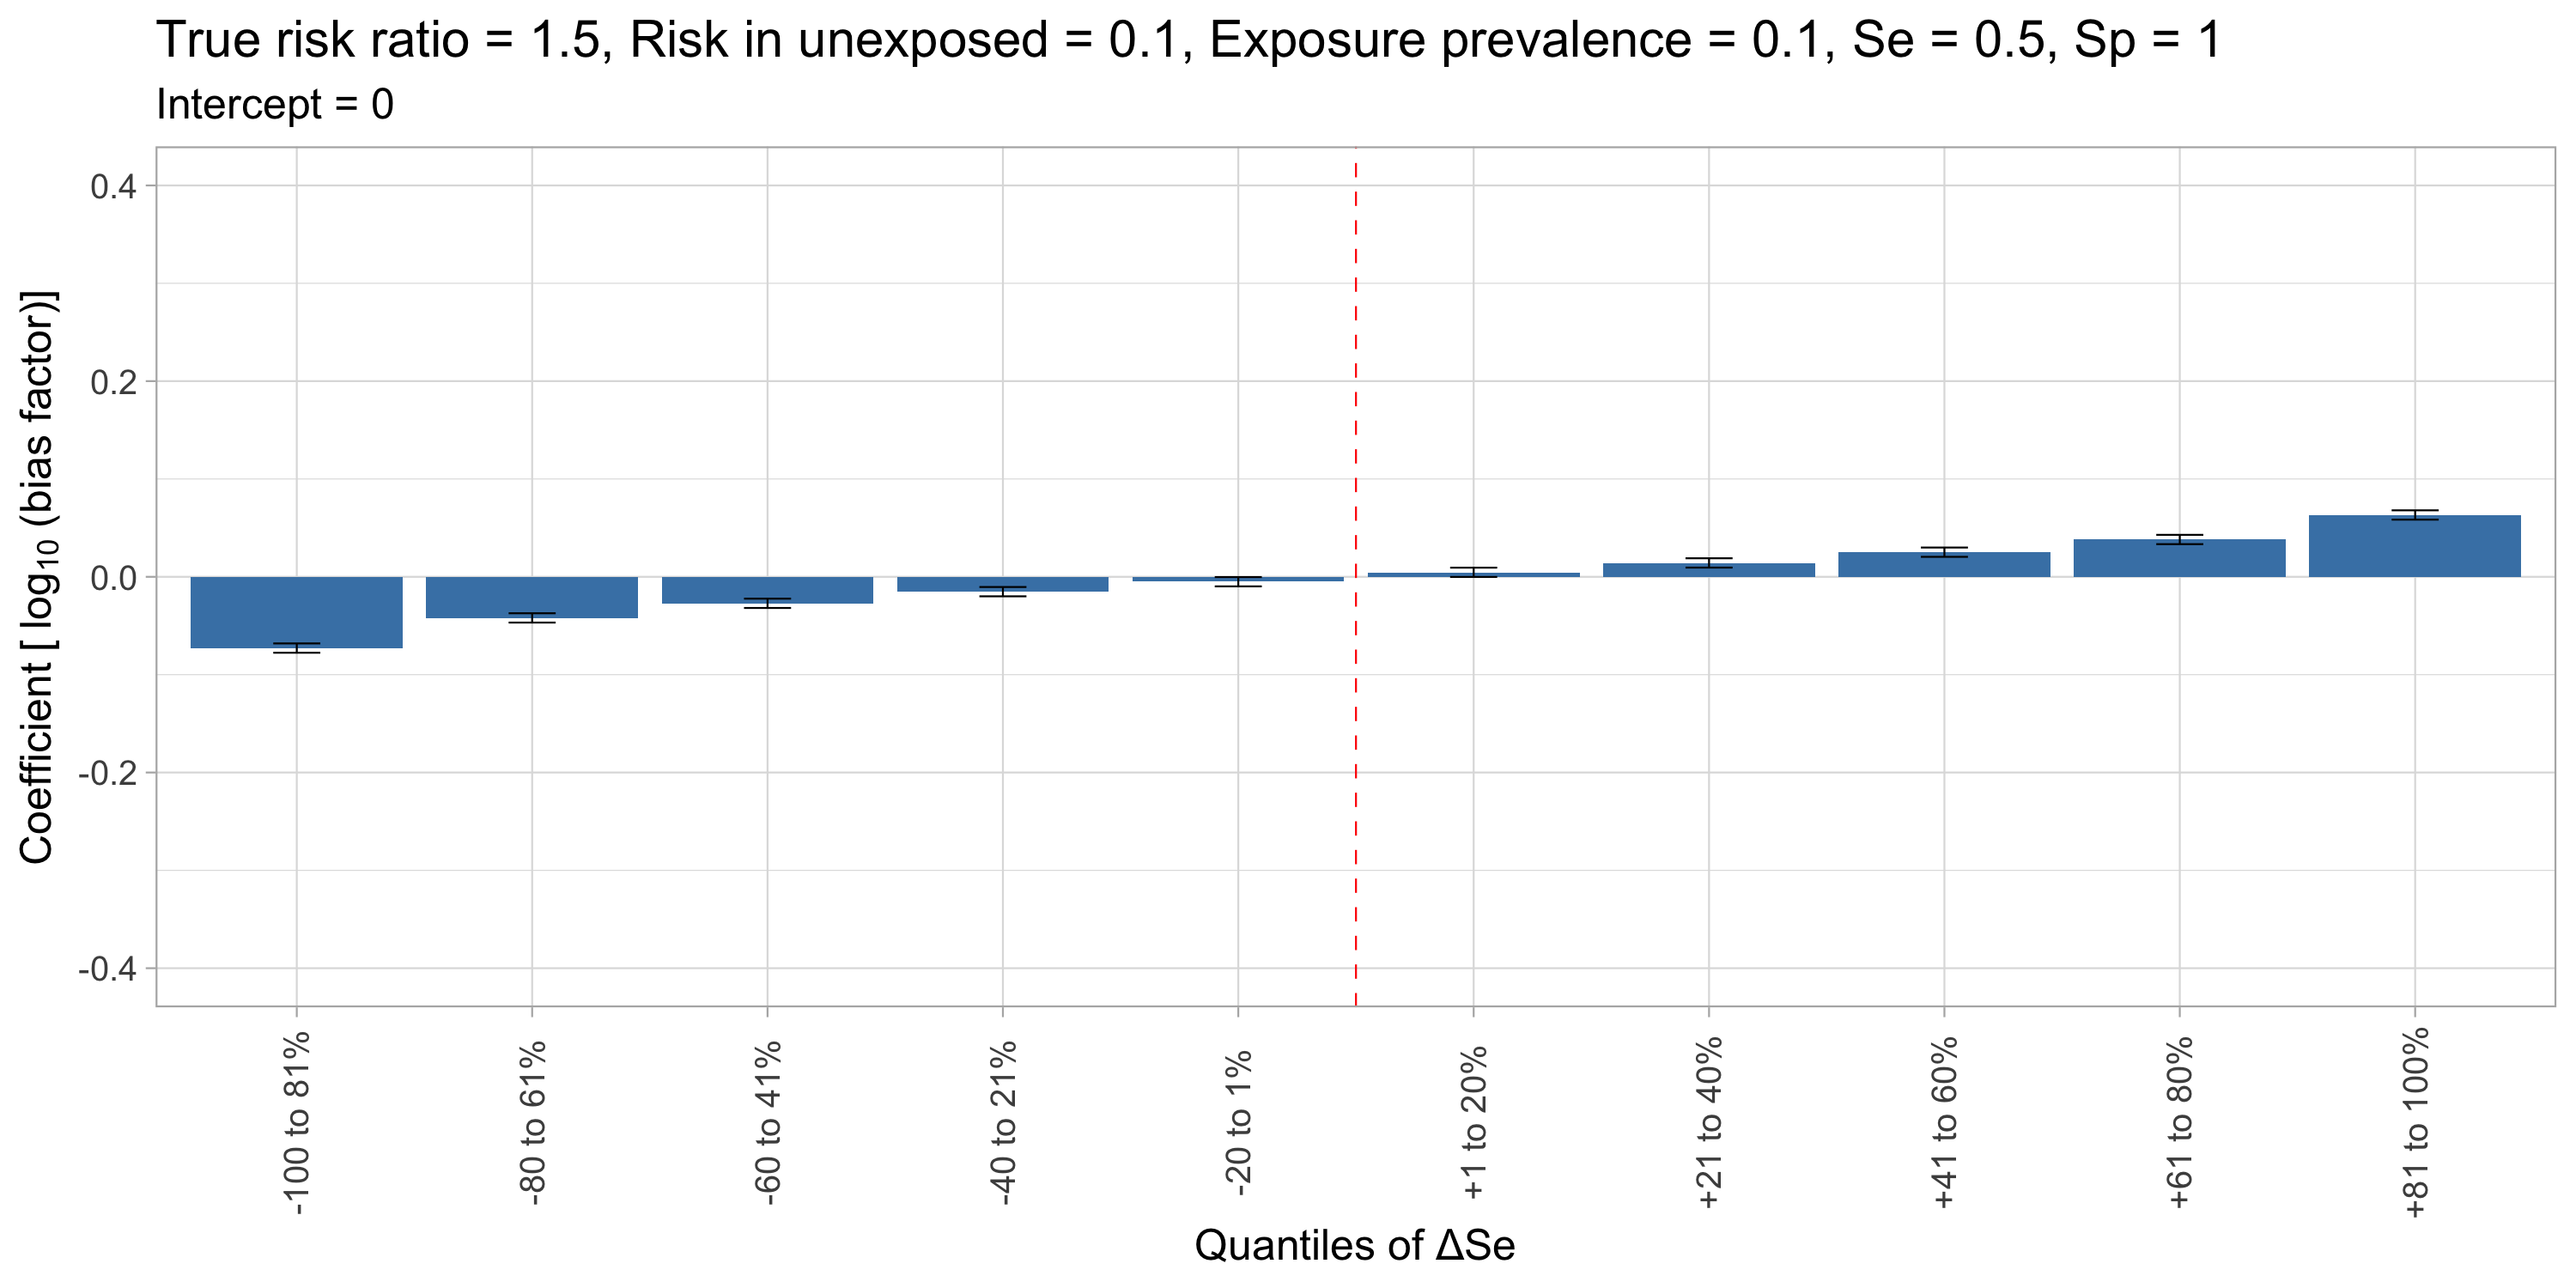 True risk ratio = 1.5, Risk in unexposed = 0.1, Exposure prevalence = 0.1, Se = 0.5, Sp = 1
Intercept = 0
Coefficient [ log₁₀ (bias factor)]
0.4
0.2
0.0
-0.2
-0.4
-100 to 81%
-80 to 61%
-60 to 41%
-40 to 21%
-20 to 1%
+1 to 20%
+21 to 40%
+41 to 60%
+61 to 80%
+81 to 100%
Quantiles of ΔSe